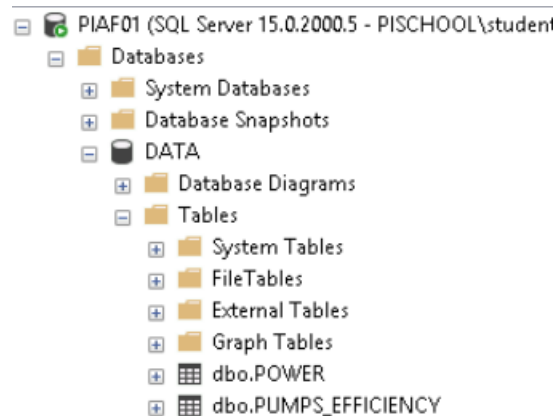 PIAF01 (SQL Server 15.0.2000.5 - PISCHOOL\student
Databases
System Databases
Database Snapshots
DATA
Database Diagrams
Tables
System Tables
FileTables
External Tables
Graph Tables
dbo.POWER
dbo.PUMPS_EFFICIENCY